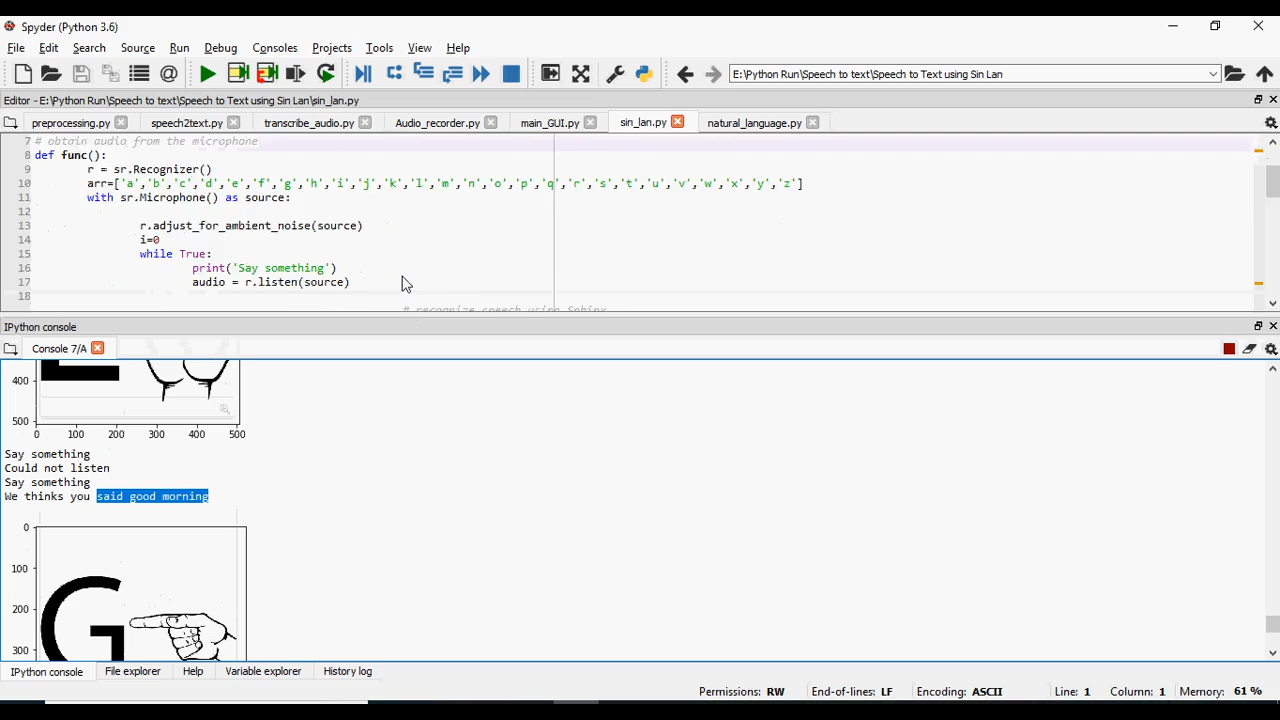 Spyder (Python 3.6)
File Edit Search Source Run Debug Consoles Projects Tools View Help
E:\Python Run\Speech to text\Speech to Text using Sin Lan
Editor - E:\Python Run\Speech to text\Speech to Text using Sin Lan\sin_lan.py
preprocessing.py speech2text.py transcribe_audio.py Audio_recorder.py main_GUI.py sin_lan.py natural_language.py
7 # obtain audio from the microphone
8 def func():
9 r = sr.Recognizer()
10 arr=['a','b','c','d','e','f','g','h','i','j','k','l','m','n','o','p','q','r','s','t','u','v','w','x','y','z']
11 with sr.Microphone() as source:
12
13 r.adjust_for_ambient_noise(source)
14 i=0
15 while True:
16 print('Say something')
17 audio = r.listen(source)
18
# recognize speech using Sphinx
IPython console
Console 7/A
400
500
0 100 200 300 400 500
Say something
Could not listen
Say something
We thinks you said good morning
0
100
200
300
G
IPython console File explorer Help Variable explorer History log
Permissions: RW End-of-lines: LF Encoding: ASCII Line: 1 Column: 1 Memory: 61 %